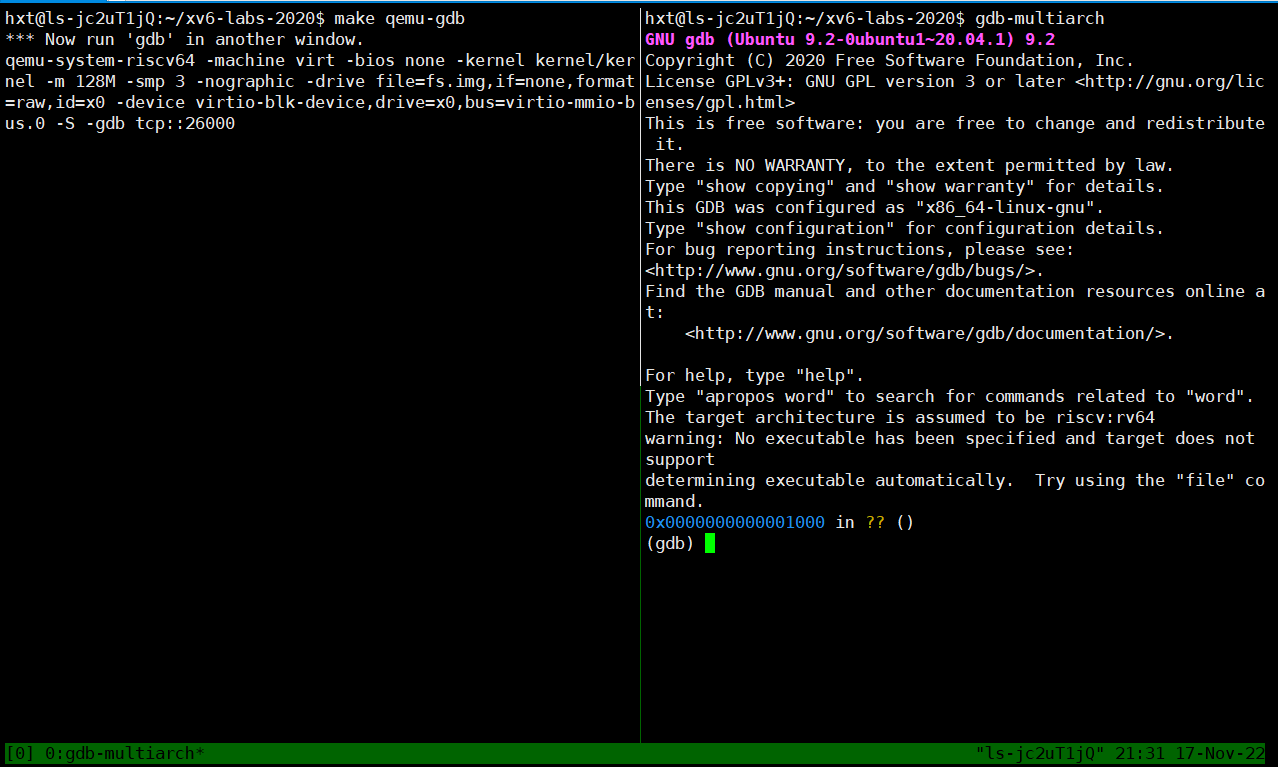 hxt@ls-jc2uT1jQ:~/xv6-labs-2020$ make qemu-gdb
*** Now run 'gdb' in another window.
qemu-system-riscv64 -machine virt -bios none -kernel kernel/ker
nel -m 128M -smp 3 -nographic -drive file=fs.img,if=none,format
=raw,id=x0 -device virtio-blk-device,drive=x0,bus=virtio-mmio-b
us.0 -S -gdb tcp::26000
hxt@ls-jc2uT1jQ:~/xv6-labs-2020$ gdb-multiarch
GNU gdb (Ubuntu 9.2-0ubuntu1~20.04.1) 9.2
Copyright (C) 2020 Free Software Foundation, Inc.
License GPLv3+: GNU GPL version 3 or later <http://gnu.org/lic
enses/gpl.html>
This is free software: you are free to change and redistribute
 it.
There is NO WARRANTY, to the extent permitted by law.
Type "show copying" and "show warranty" for details.
This GDB was configured as "x86_64-linux-gnu".
Type "show configuration" for configuration details.
For bug reporting instructions, please see:
<http://www.gnu.org/software/gdb/bugs/>.
Find the GDB manual and other documentation resources online a
t:
    <http://www.gnu.org/software/gdb/documentation/>.
For help, type "help".
Type "apropos word" to search for commands related to "word".
The target architecture is assumed to be riscv:rv64
warning: No executable has been specified and target does not
support
determining executable automatically.  Try using the "file" co
mmand.
0x0000000000001000 in ?? ()
(gdb)
[0] 0:gdb-multiarch* "ls-jc2uT1jQ" 21:31 17-Nov-22